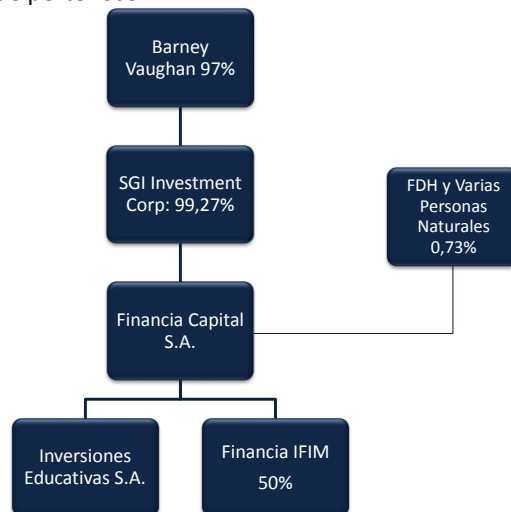 Barney
Vaughan 97%
SGI Investment
Corp: 99,27%
FDH y Varias
Personas
Naturales
0,73%
Financia Capital
S.A.
Inversiones
Educativas S.A.
Financia IFIM
50%